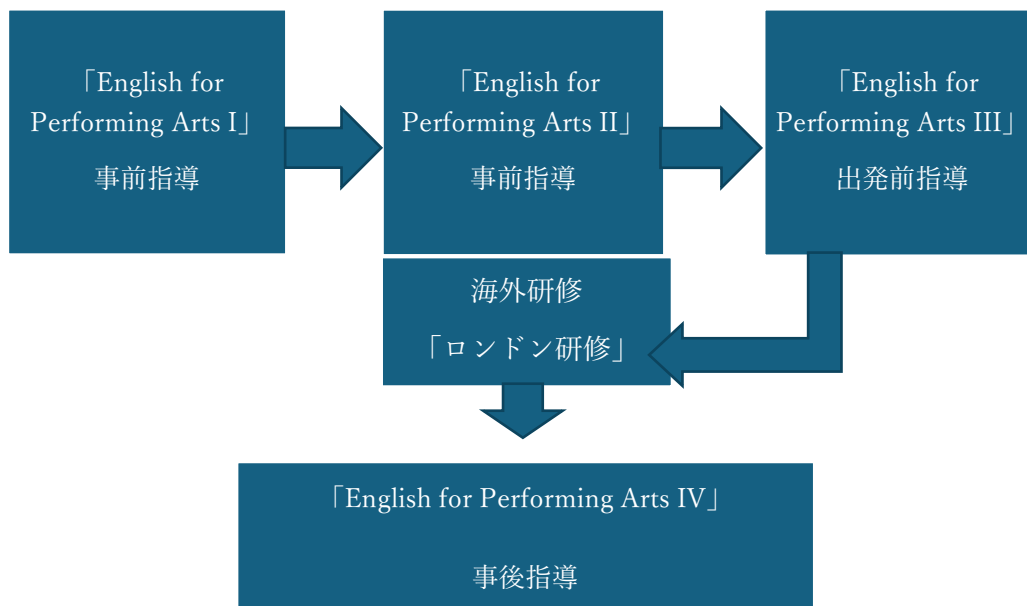 「English for
Performing Arts I」
事前指導
「English for
Performing Arts II」
事前指導
「English for
Performing Arts III」
出発前指導
海外研修
「ロンドン研修」
「English for Performing Arts IV」
事後指導